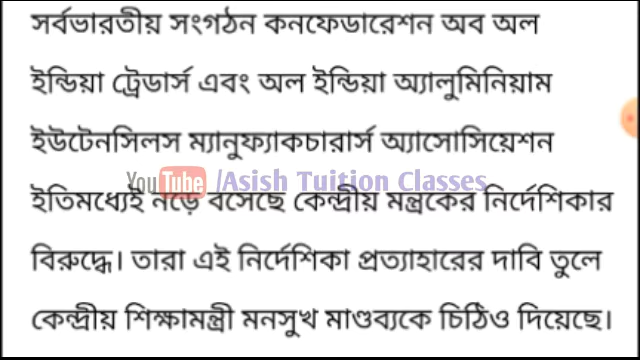 সর্বভারতীয় সংগঠন কনফেডারেশন অব অল
ইন্ডিয়া ট্রেডার্স এবং অল ইন্ডিয়া অ্যালুমিনিয়াম
ইউটেনসিলস ম্যানুফ্যাকচারার্স অ্যাসোসিয়েশন
YouTube /Asish Tuition Classes
ইতিমধ্যেই নড়ে বসেছে কেন্দ্রীয় মন্ত্রকের নির্দেশিকার
বিরুদ্ধে। তারা এই নির্দেশিকা প্রত্যাহারের দাবি তুলে
কেন্দ্রীয় শিক্ষামন্ত্রী মনসুখ মাণ্ডব্যকে চিঠিও দিয়েছে।